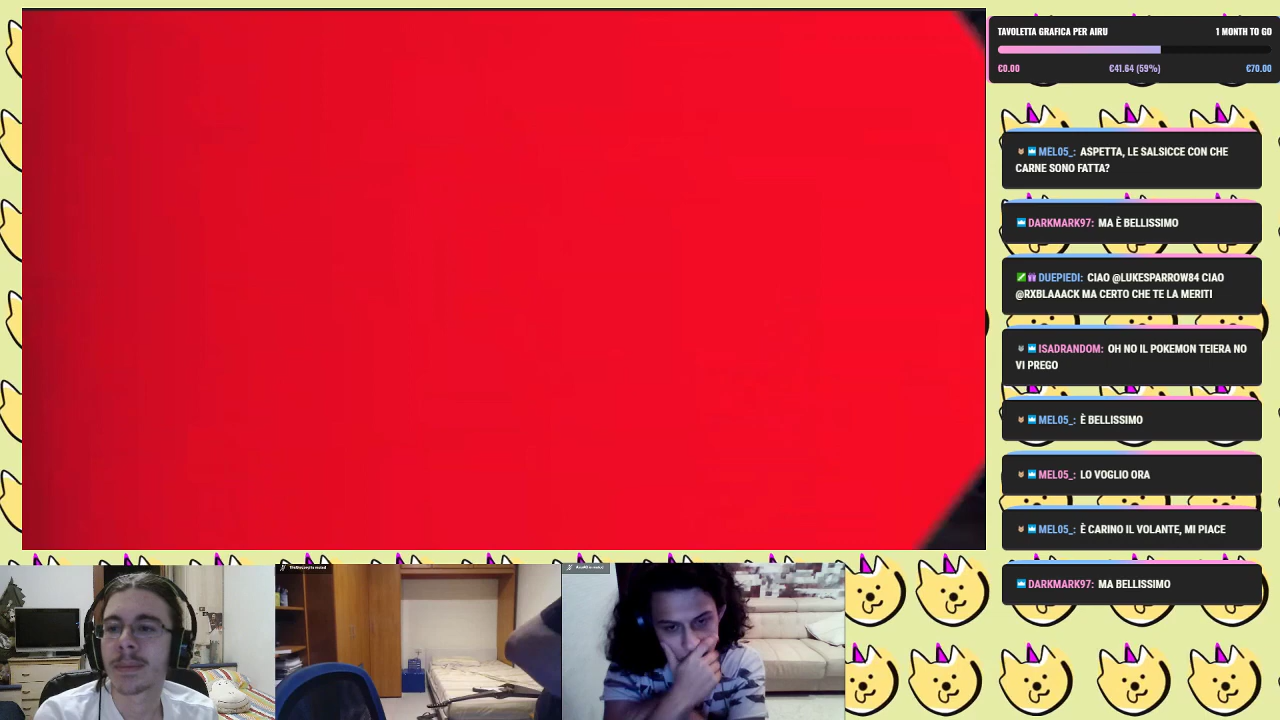 TAVOLETTA GRAFICA PER AIRU 1 MONTH TO GO
€0.00 €41.64 (59%) €70.00
MEL05_: ASPETTA, LE SALSICCE CON CHE
CARNE SONO FATTA?
DARKMARK97: MA È BELLISSIMO
DUEPIEDI: CIAO @LUKESPARROW84 CIAO
@RXBLAAACK MA CERTO CHE TE LA MERITI
ISADRANDOM: OH NO IL POKEMON TEIERA NO
VI PREGO
MEL05_: È BELLISSIMO
MEL05_: LO VOGLIO ORA
MEL05_: È CARINO IL VOLANTE, MI PIACE
DARKMARK97: MA BELLISSIMO